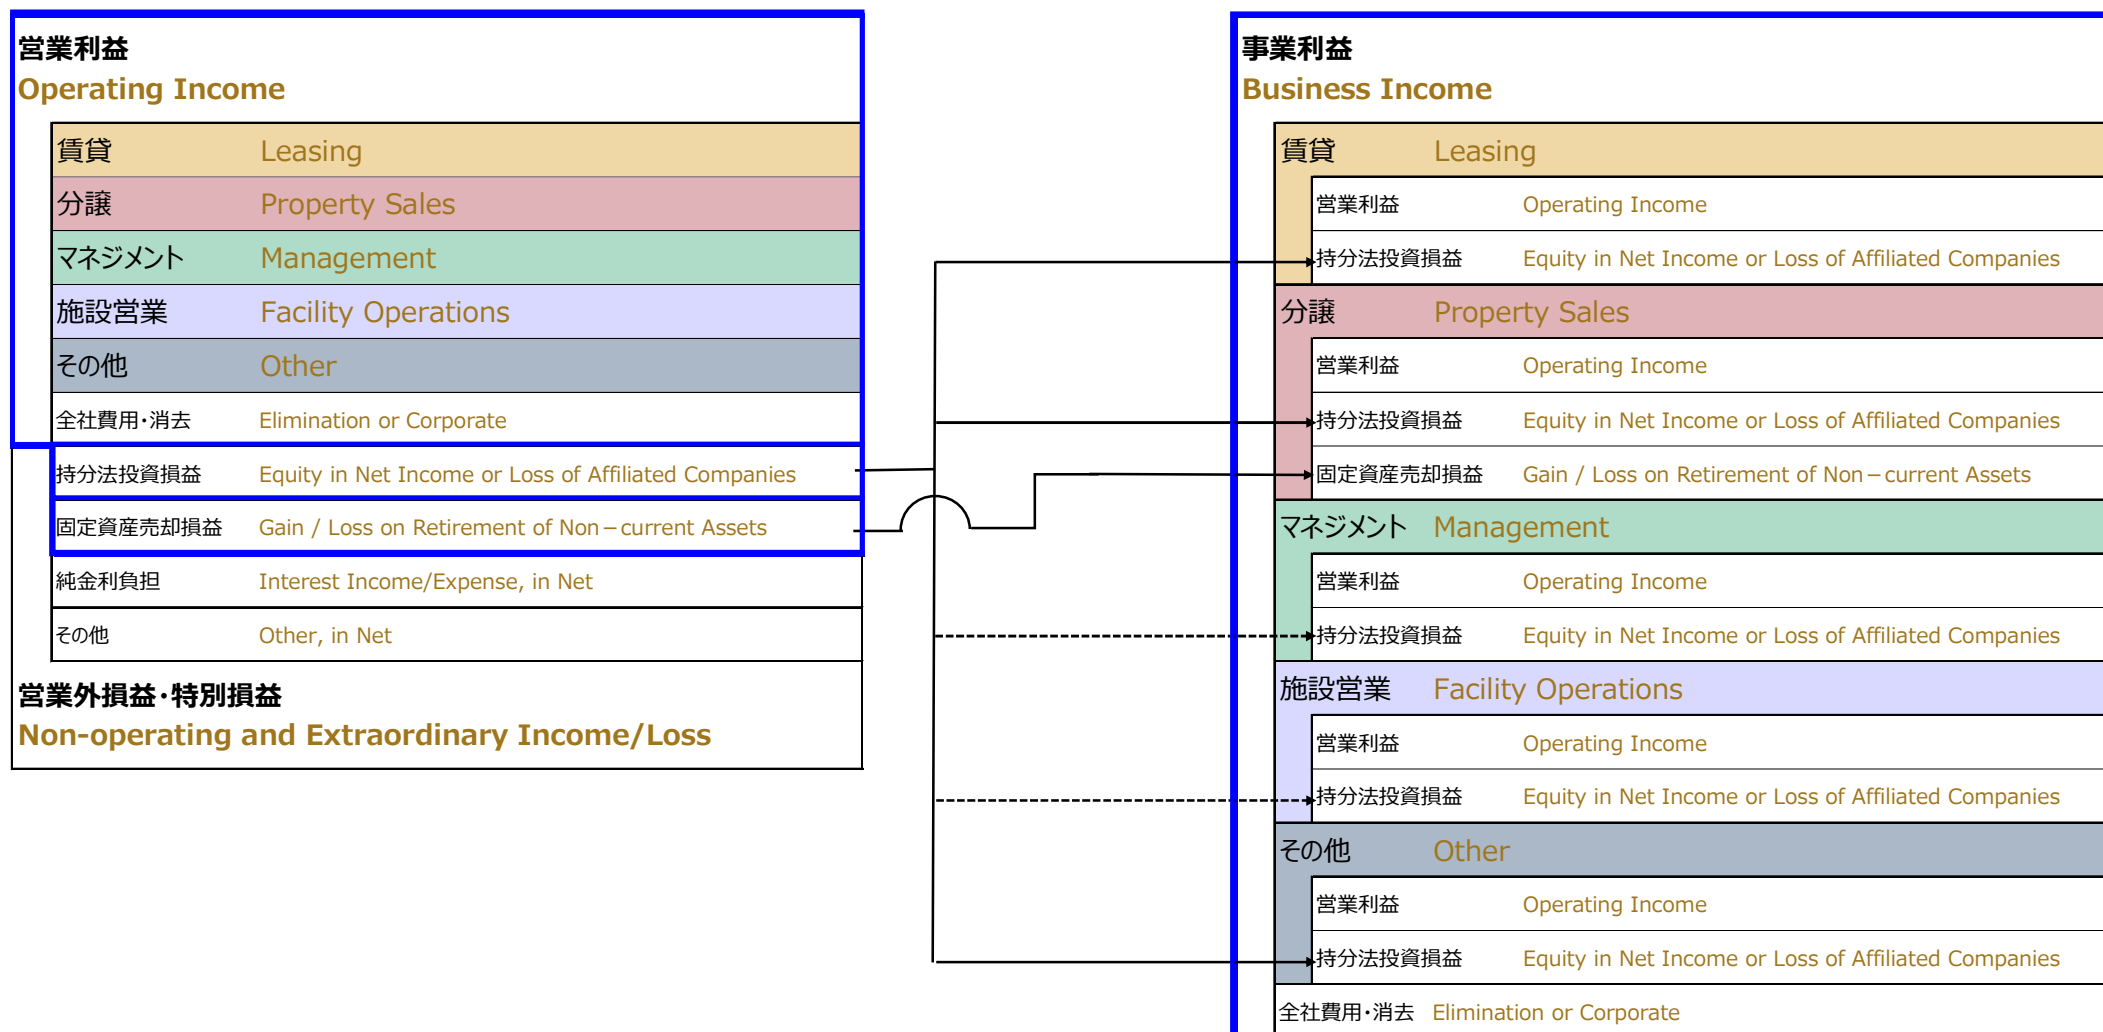 営業利益
Operating Income
賃貸 Leasing
分譲 Property Sales
マネジメント Management
施設営業 Facility Operations
その他 Other
全社費用・消去 Elimination or Corporate
持分法投資損益 Equity in Net Income or Loss of Affiliated Companies
固定資産売却損益 Gain / Loss on Retirement of Non－current Assets
純金利負担 Interest Income/Expense, in Net
その他 Other, in Net
営業外損益・特別損益
Non-operating and Extraordinary Income/Loss
事業利益
Business Income
賃貸 Leasing
営業利益 Operating Income
持分法投資損益 Equity in Net Income or Loss of Affiliated Companies
分譲 Property Sales
営業利益 Operating Income
持分法投資損益 Equity in Net Income or Loss of Affiliated Companies
固定資産売却損益 Gain / Loss on Retirement of Non－current Assets
マネジメント Management
営業利益 Operating Income
持分法投資損益 Equity in Net Income or Loss of Affiliated Companies
施設営業 Facility Operations
営業利益 Operating Income
持分法投資損益 Equity in Net Income or Loss of Affiliated Companies
その他 Other
営業利益 Operating Income
持分法投資損益 Equity in Net Income or Loss of Affiliated Companies
全社費用・消去 Elimination or Corporate